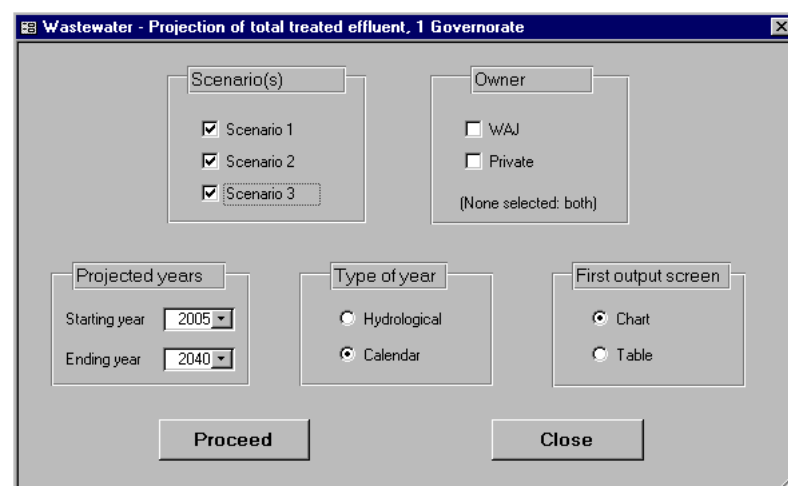 Wastewater - Projection of total treated effluent, 1 Governorate
Scenario(s)
Scenario 1
Scenario 2
Scenario 3
Owner
WAJ
Private
(None selected: both)
Projected years
Starting year 2005
Ending year 2040
Type of year
Hydrological
Calendar
First output screen
Chart
Table
Proceed
Close